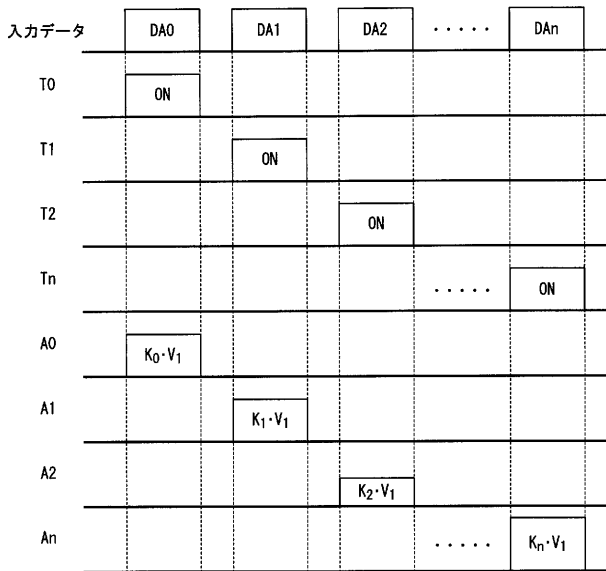 入力データ DA0 DA1 DA2 ····· DAn
T0 ON
T1 ON
T2 ON
Tn ····· ON
A0 K₀·V₁
A1 K₁·V₁
A2 K₂·V₁
An ····· Kₙ·V₁